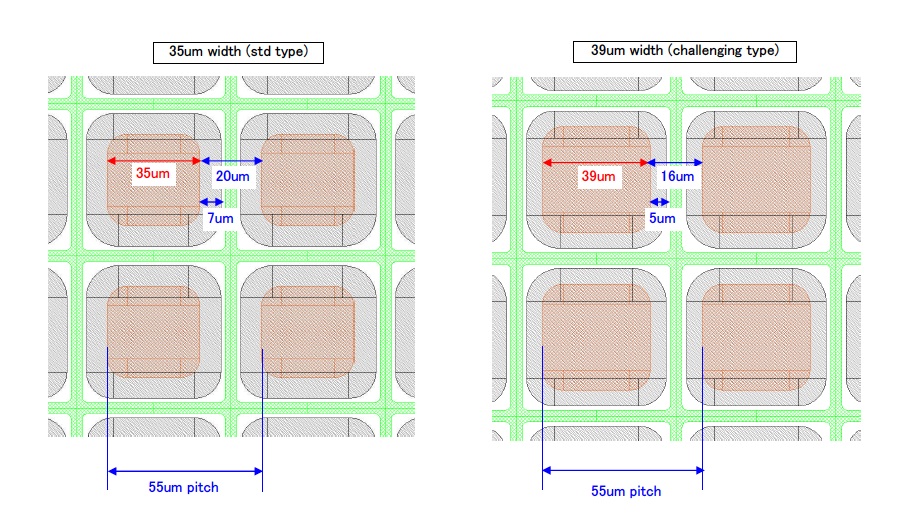 35um width (std type)
39um width (challenging type)
35um
20um
7um
39um
16um
5um
55um pitch
55um pitch